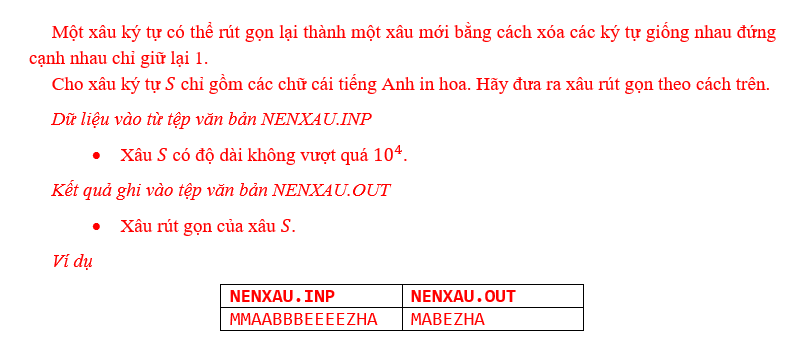 Một xâu ký tự có thể rút gọn lại thành một xâu mới bằng cách xóa các ký tự giống nhau đứng
cạnh nhau chỉ giữ lại 1.
Cho xâu ký tự S chỉ gồm các chữ cái tiếng Anh in hoa. Hãy đưa ra xâu rút gọn theo cách trên.
Dữ liệu vào từ tệp văn bản NENXAU.INP
• Xâu S có độ dài không vượt quá 10⁴.
Kết quả ghi vào tệp văn bản NENXAU.OUT
• Xâu rút gọn của xâu S.
Ví dụ
NENXAU.INP NENXAU.OUT
MMAABBBEEEEZHA MABEZHA